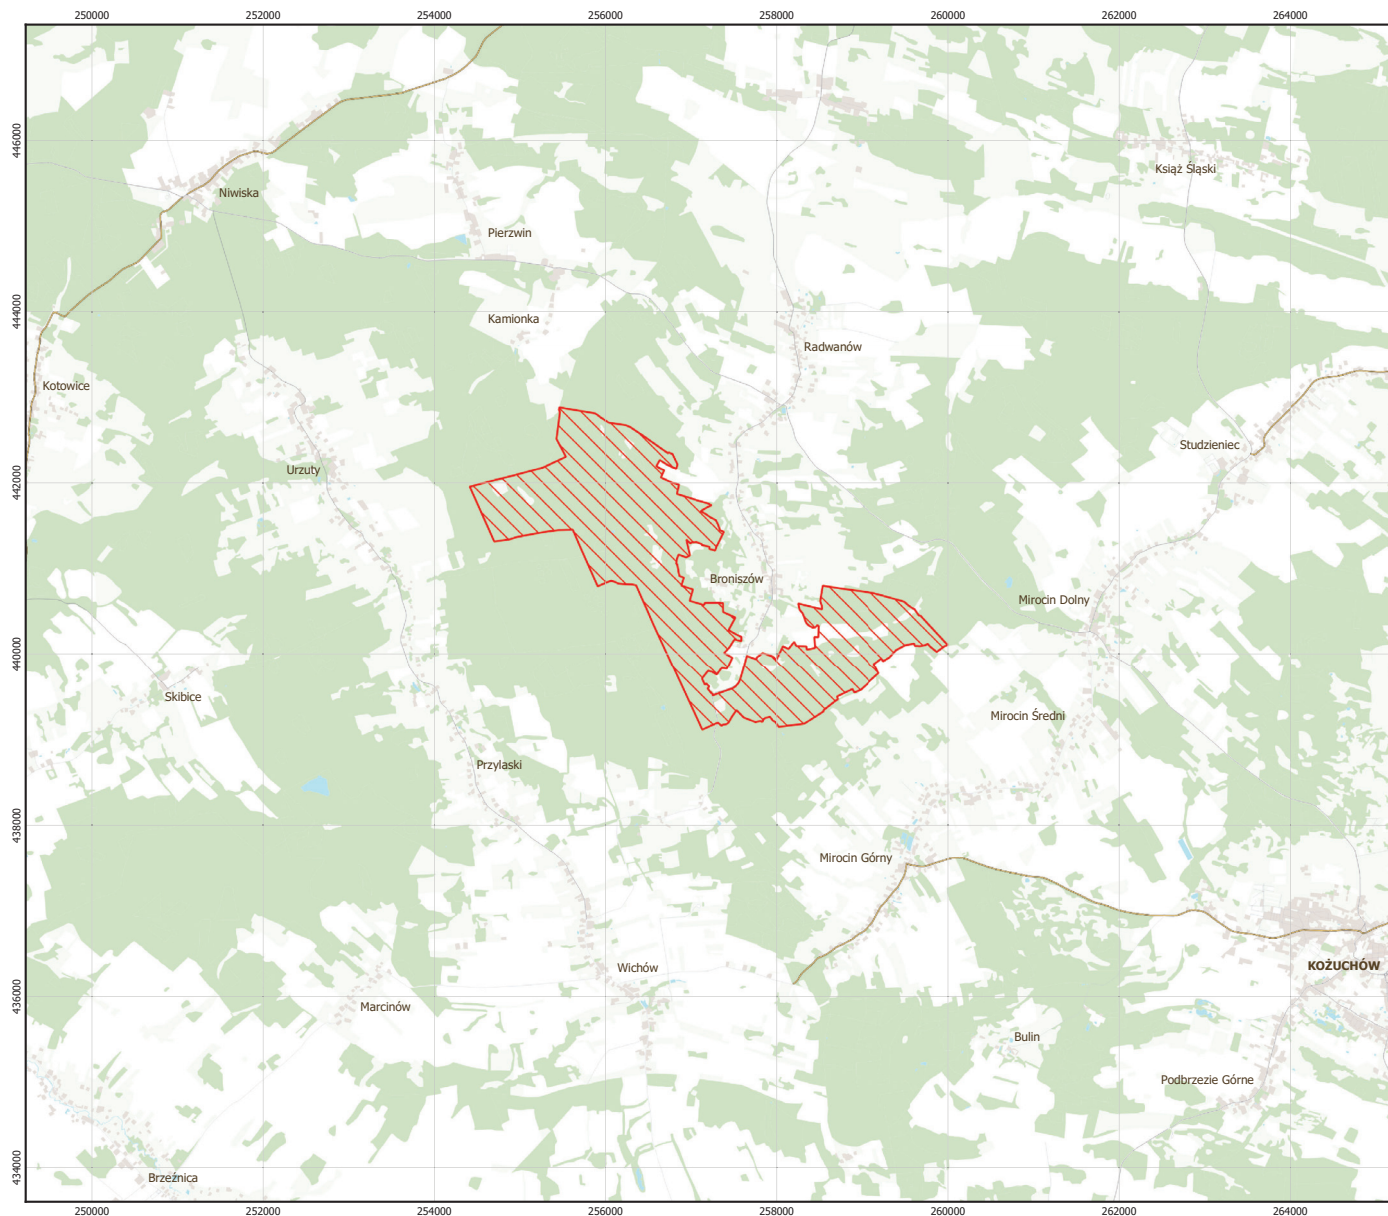 250000 252000 254000 256000 258000 260000 262000 264000
446000
Książ Śląski
Niwiska
Pierzwin
444000
Kamionka
Radwanów
Kotowice
Studzieniec
Urzuty
442000
Broniszów
Mirocin Dolny
440000
Skibice
Mirocin Średni
Przylaski
438000
Mirocin Górny
KOŻUCHÓW
Wichów
436000
Marcinów
Bulin
Podbrzezie Górne
434000
Brzeźnica
250000 252000 254000 256000 258000 260000 262000 264000